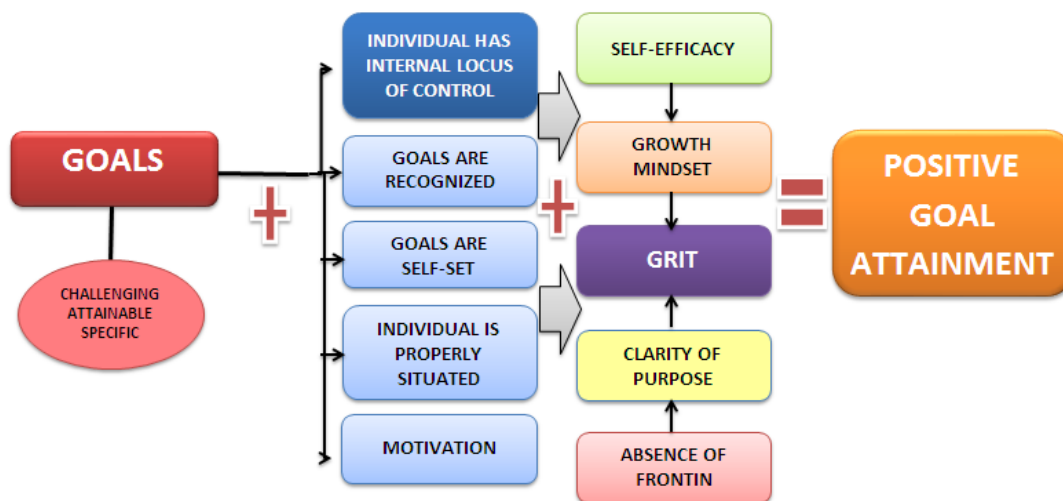 GOALS
CHALLENGING
ATTAINABLE
SPECIFIC
INDIVIDUAL HAS
INTERNAL LOCUS
OF CONTROL
GOALS ARE
RECOGNIZED
GOALS ARE
SELF-SET
INDIVIDUAL IS
PROPERLY
SITUATED
MOTIVATION
SELF-EFFICACY
GROWTH
MINDSET
GRIT
CLARITY OF
PURPOSE
ABSENCE OF
FRONTIN
POSITIVE
GOAL
ATTAINMENT